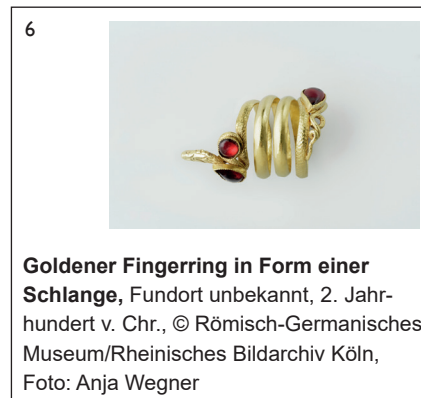 6
Goldener Fingerring in Form einer
Schlange, Fundort unbekannt, 2. Jahr-
hundert v. Chr., © Römisch-Germanisches
Museum/Rheinisches Bildarchiv Köln,
Foto: Anja Wegner